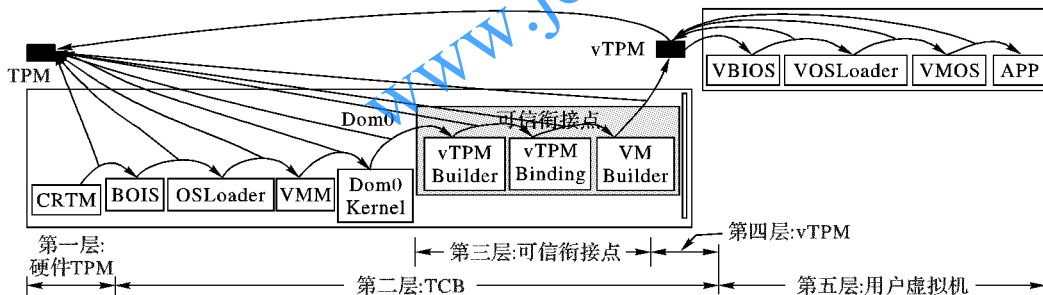 www.jo
TPM
vTPM
VBIOS
VOSLoader
VMOS
APP
Dom0
可信衔接点
CRTM
BOIS
OSLoader
VMM
Dom0
Kernel
vTPM
Builder
vTPM
Binding
VM
Builder
第一层:
硬件TPM
第三层:可信衔接点
第四层:vTPM
第二层:TCB
第五层:用户虚拟机